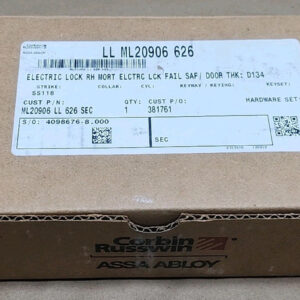 LL ML20906 626
ELECTRIC LOCK RH MORT ELCTRC LCK FAIL SAF/ DOOR THK: D134
STRIKE: COLLAR: CYL: KEYWAY / KEYING: KEYSET:
SS118
CUST P/N: QTY: CUST PO: HARDWARE SET:
ML20906 LL 626 SEC 1 381761
S/O: 4098676-8.000
SEC
Corbin
Russwin
ASSA ABLOY